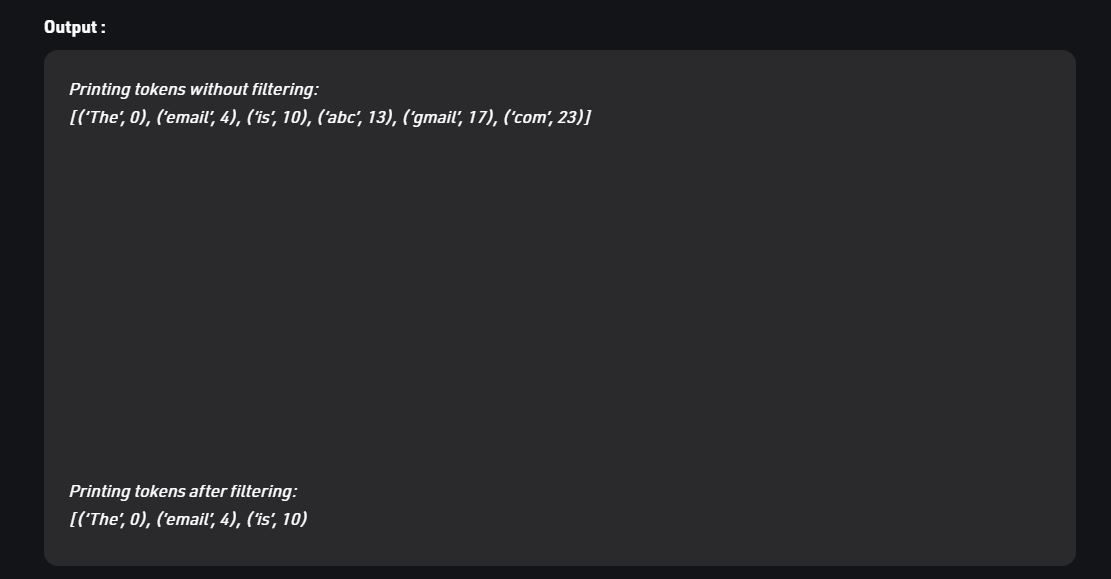 Output :
Printing tokens without filtering:
[(‘The’, 0), (‘email’, 4), (‘is’, 10), (‘abc’, 13), (‘gmail’, 17), (‘com’, 23)]
Printing tokens after filtering:
[(‘The’, 0), (‘email’, 4), (‘is’, 10)